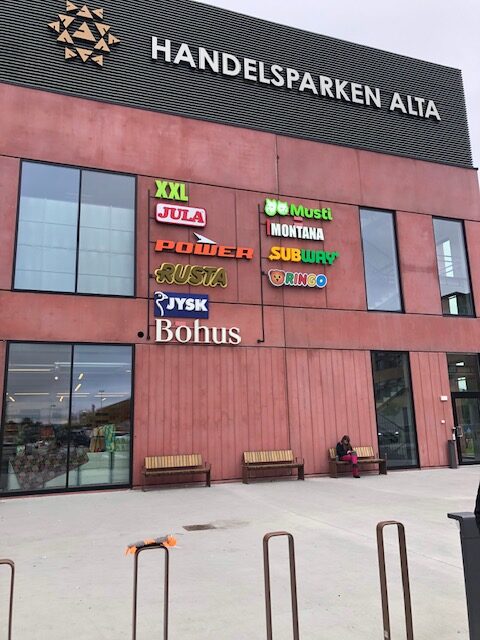 HANDELSPARKEN ALTA
XXL
JULA
POWER
RUSTA
JYSK
Bohus
Musti
MONTANA
SUBWAY
RINGO